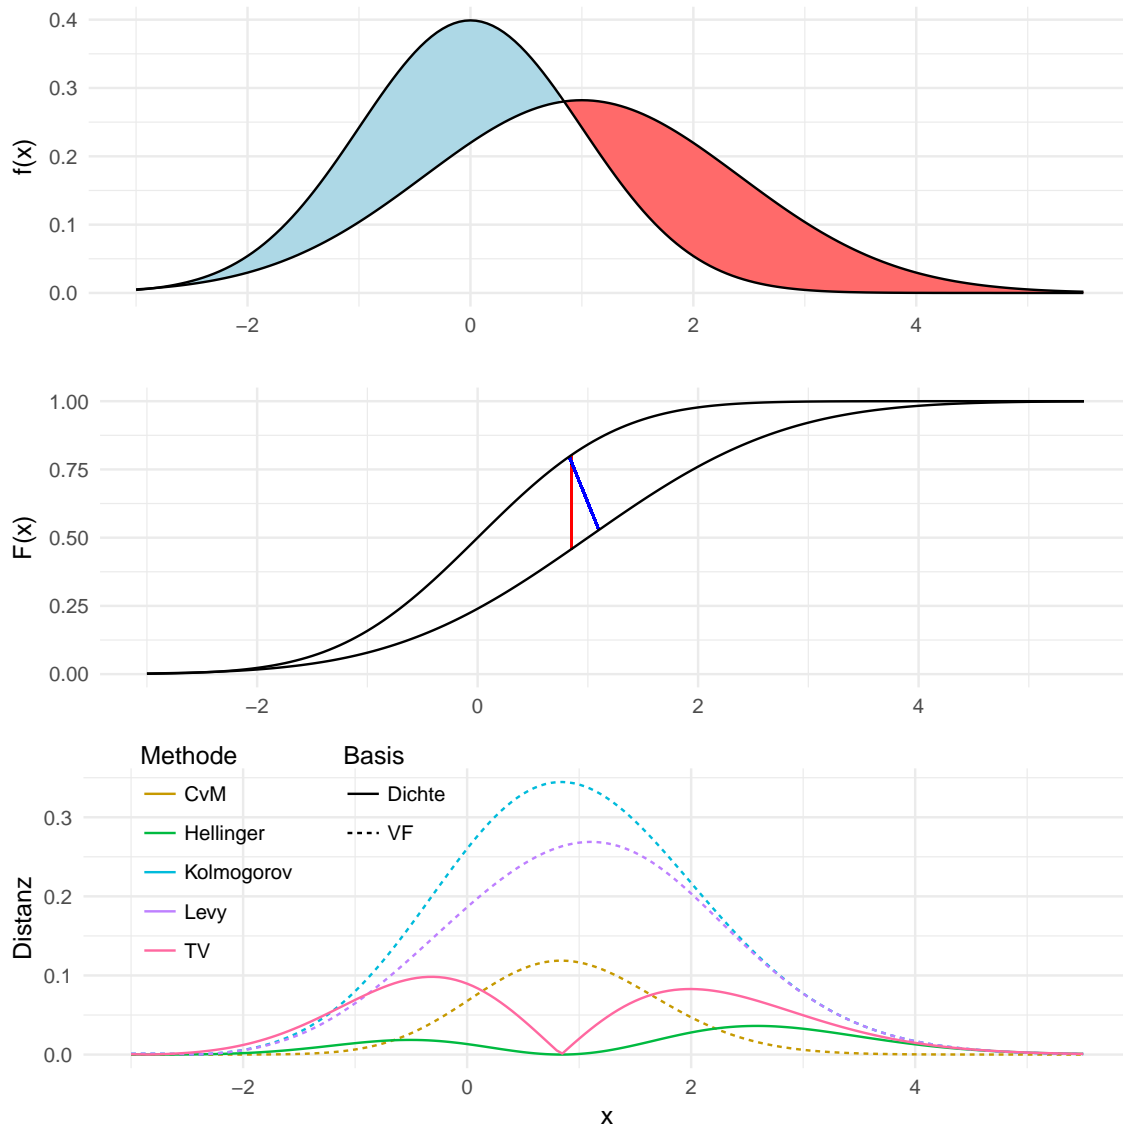 0.4
0.3
0.2
0.1
0.0
f(x)
−2 0 2 4
1.00
0.75
0.50
0.25
0.00
F(x)
−2 0 2 4
Methode Basis
CvM Dichte
Hellinger VF
Kolmogorov
Levy
TV
0.3
0.2
0.1
0.0
Distanz
−2 0 2 4
x